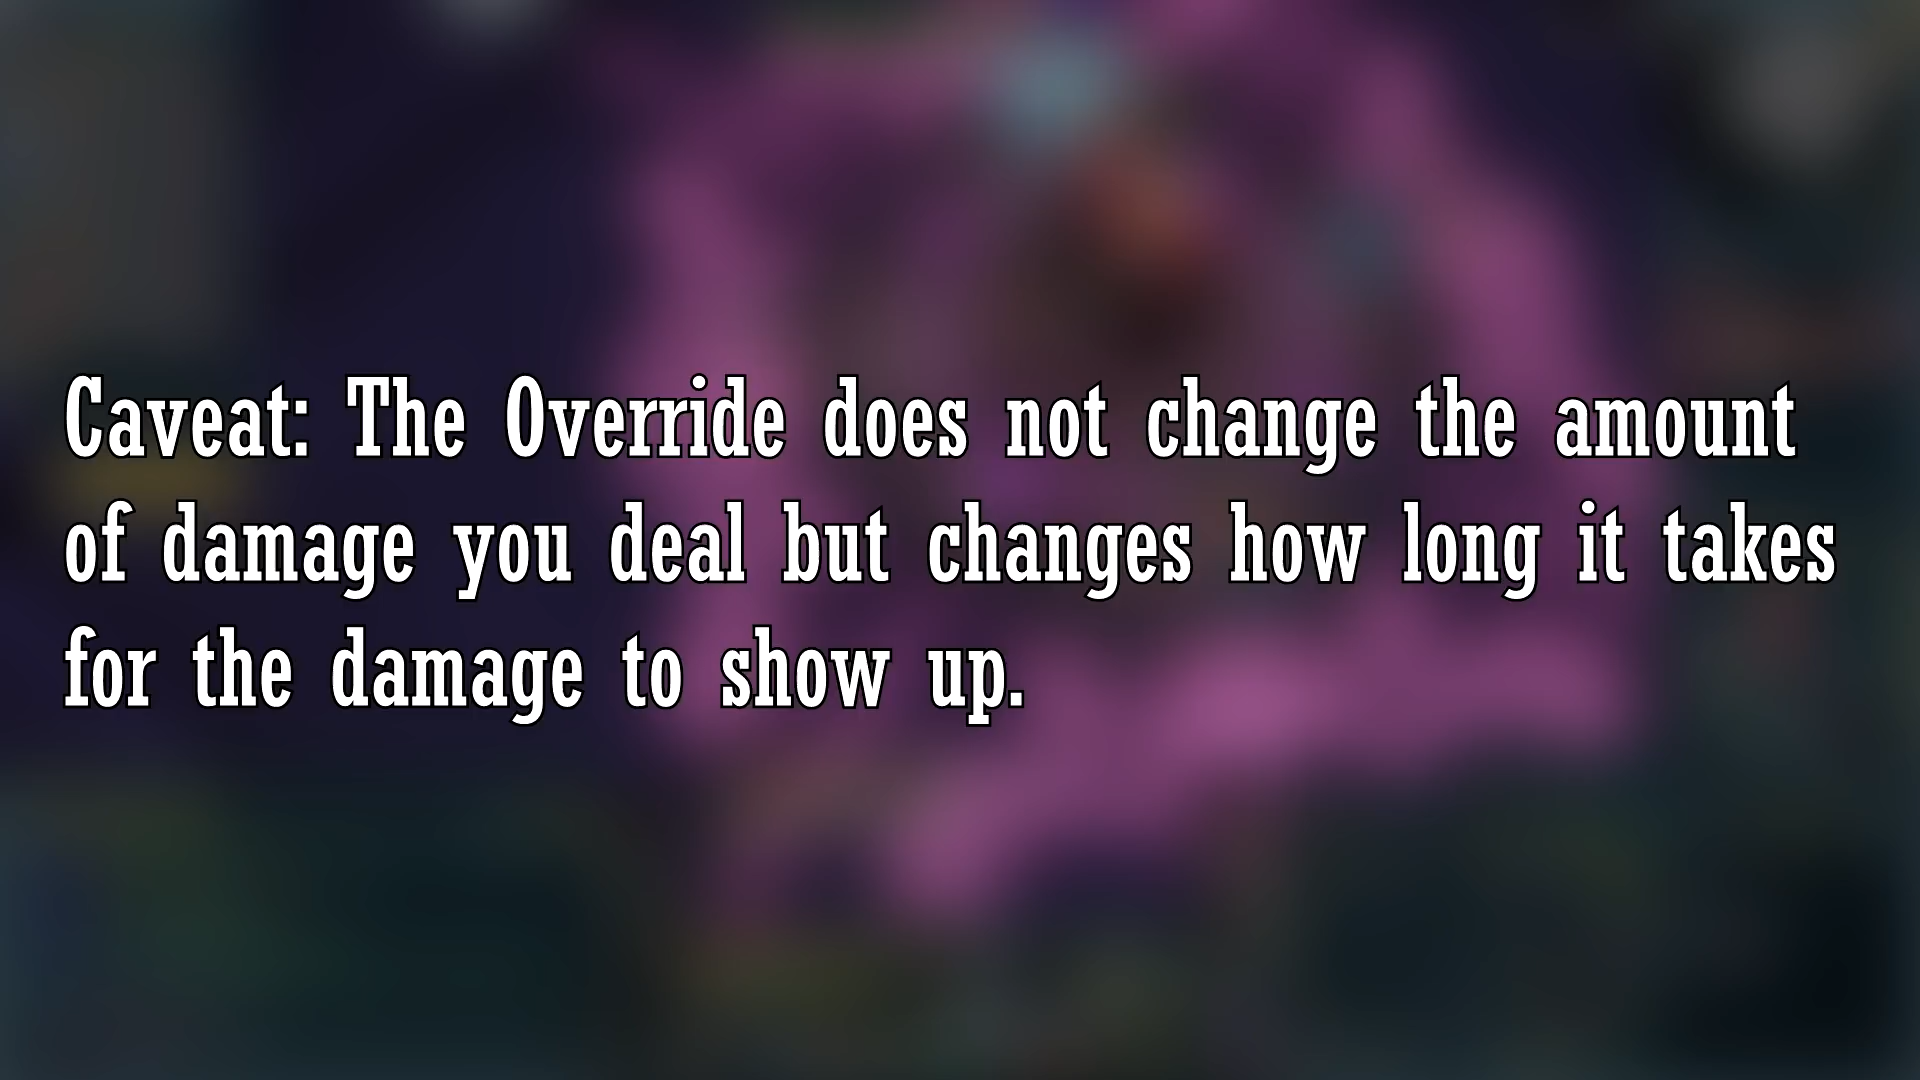 Caveat: The Override does not change the amount
of damage you deal but changes how long it takes
for the damage to show up.